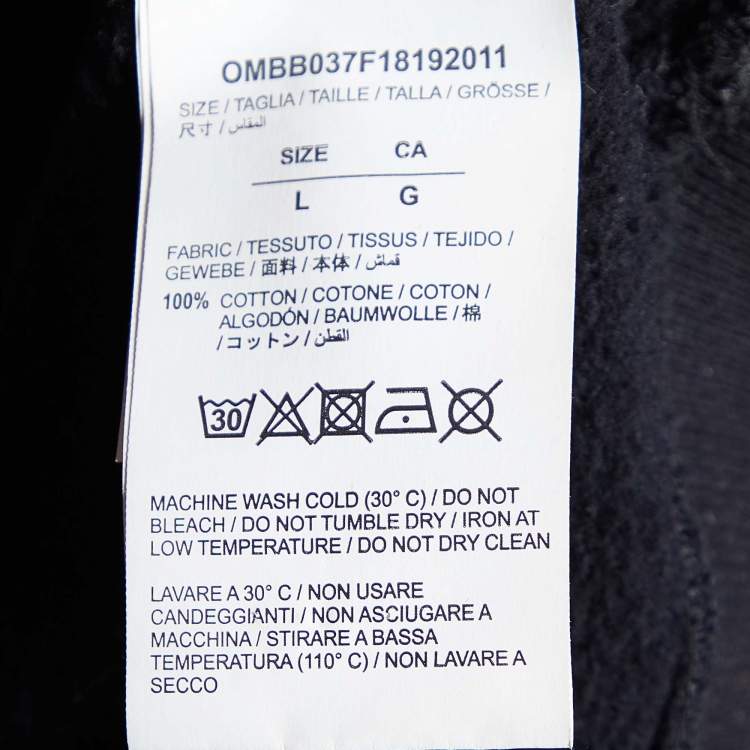 OMBB037F18192011
SIZE / TAGLIA / TAILLE / TALLA / GRÖSSE /
尺寸 / المقاس
SIZE CA
L G
FABRIC / TESSUTO / TISSUS / TEJIDO /
GEWEBE / 面料 / 本体 / قماش
100% COTTON / COTONE / COTON /
ALGODÓN / BAUMWOLLE / 棉
/ コットン / القطن
30
MACHINE WASH COLD (30° C) / DO NOT
BLEACH / DO NOT TUMBLE DRY / IRON AT
LOW TEMPERATURE / DO NOT DRY CLEAN
LAVARE A 30° C / NON USARE
CANDEGGIANTI / NON ASCIUGARE A
MACCHINA / STIRARE A BASSA
TEMPERATURA (110° C) / NON LAVARE A
SECCO